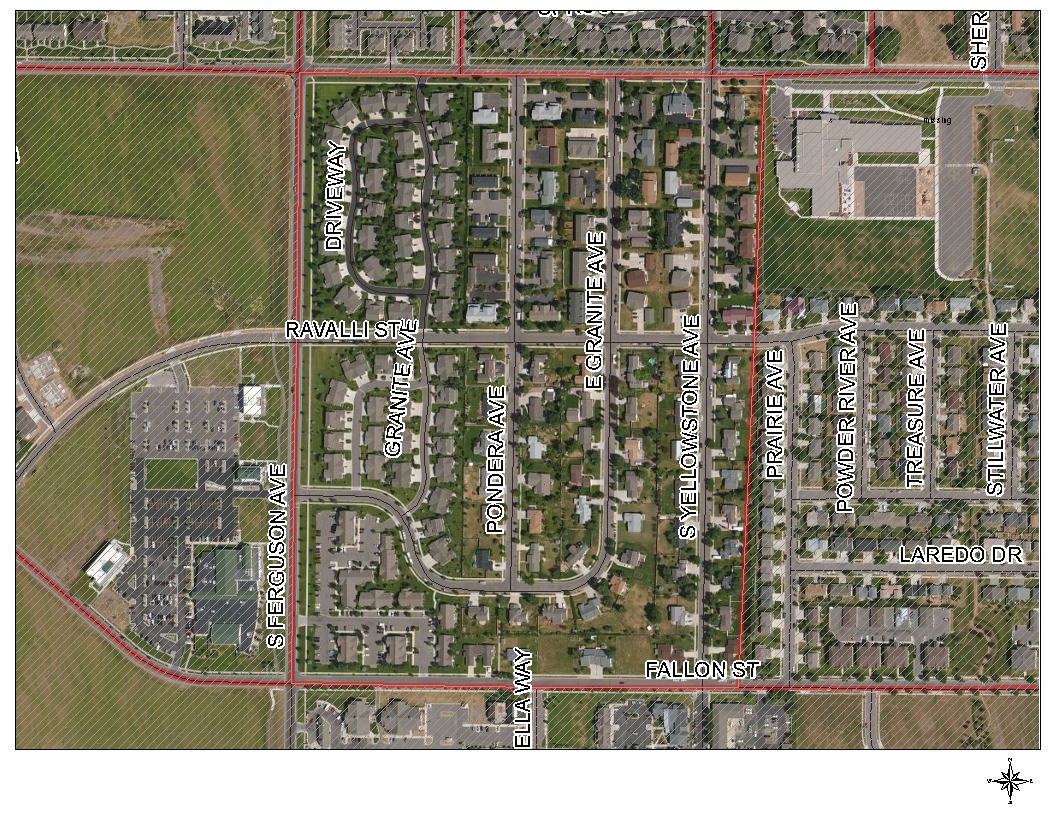 SHER
missing
DRIVEWAY
RAVALLI ST
GRANITE AVE
E GRANITE AVE
PONDERA AVE
S YELLOWSTONE AVE
PRAIRIE AVE
POWDER RIVER AVE
TREASURE AVE
STILLWATER AVE
S FERGUSON AVE
LAREDO DR
FALLON ST
ELLA WAY